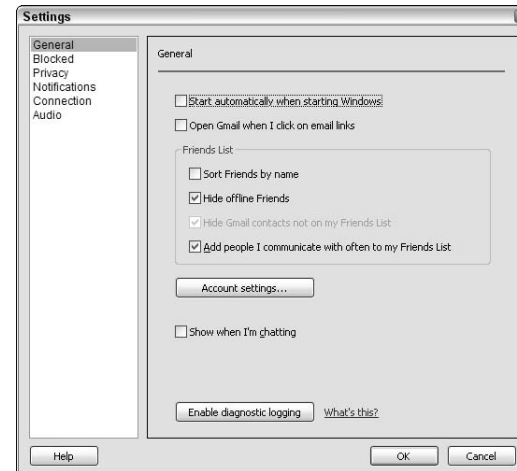 Settings
General
Blocked
Privacy
Notifications
Connection
Audio
General
Start automatically when starting Windows
Open Gmail when I click on email links
Friends List
Sort Friends by name
Hide offline Friends
Hide Gmail contacts not on my Friends List
Add people I communicate with often to my Friends List
Account settings...
Show when I'm chatting
Enable diagnostic logging What's this?
Help OK Cancel